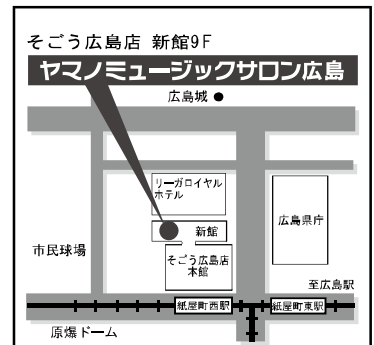 そごう広島店 新館9F
ヤマノミュージックサロン広島
広島城
リーガロイヤル
ホテル
新館
広島県庁
市民球場
そごう広島店
本館
至広島駅
紙屋町西駅
紙屋町東駅
原爆ドーム